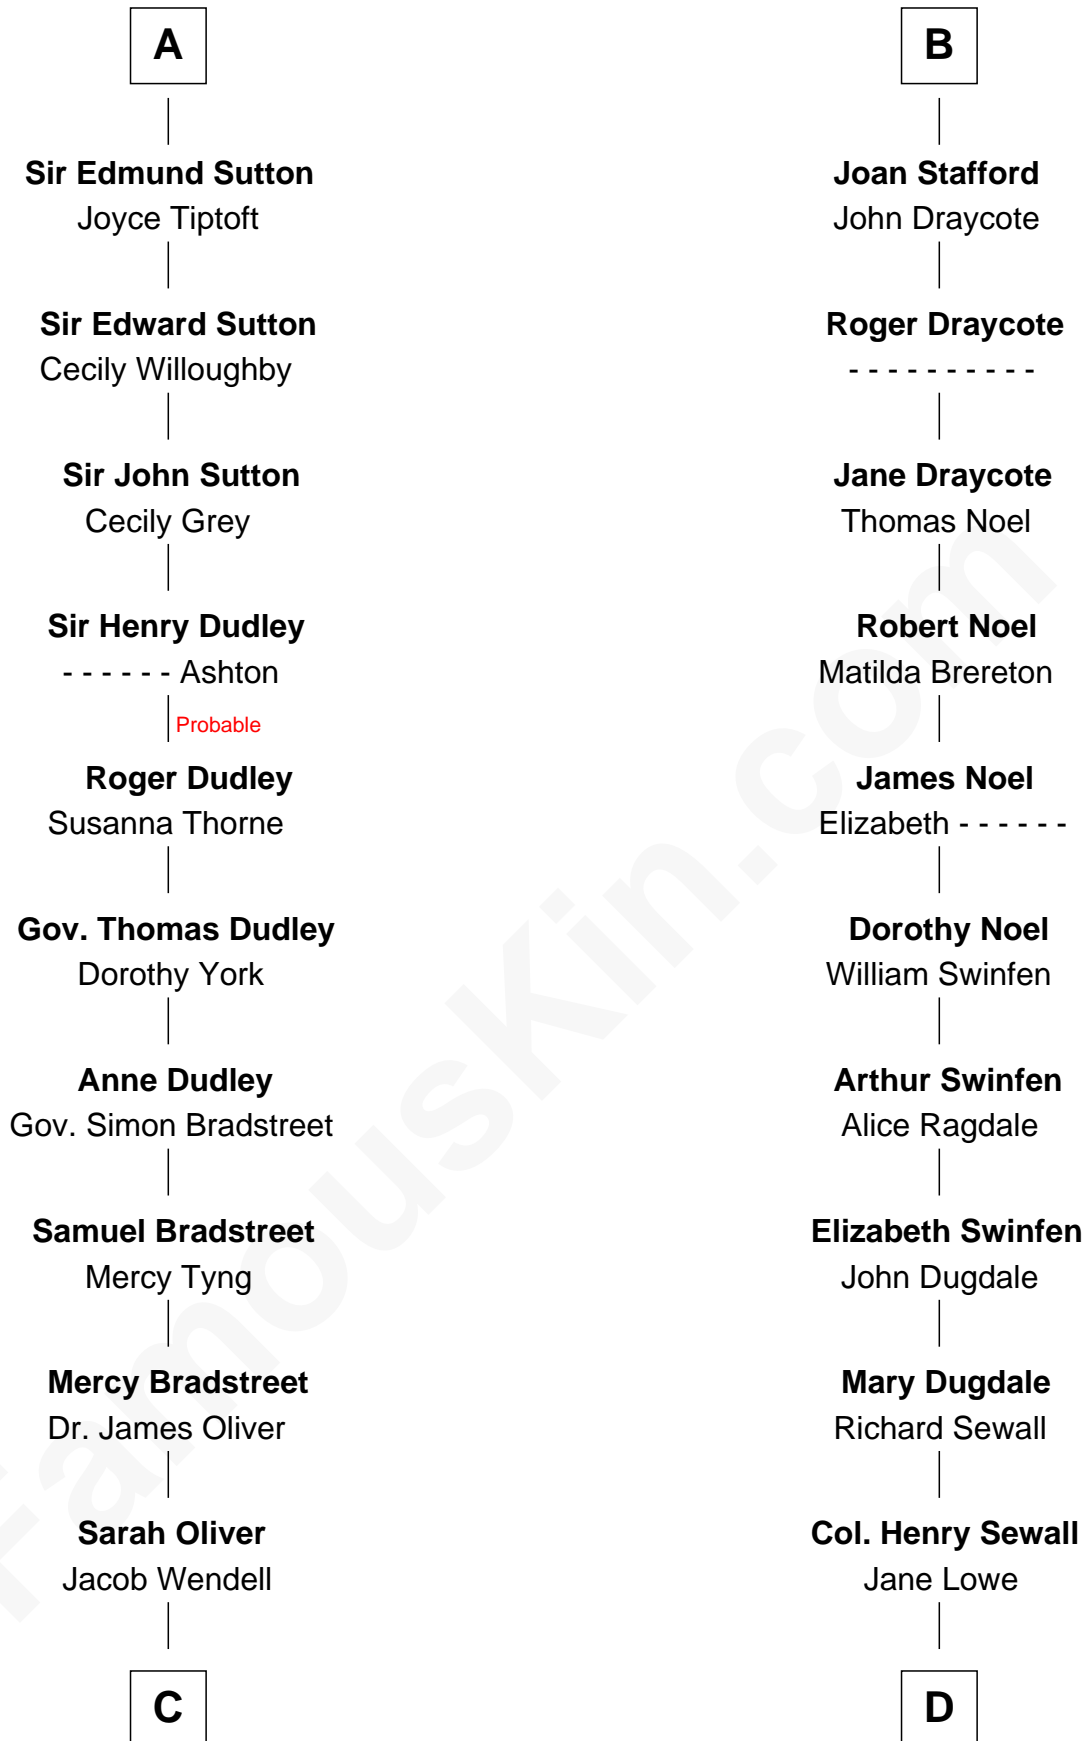 A
Sir Edmund Sutton
Joyce Tiptoft
Sir Edward Sutton
Cecily Willoughby
Sir John Sutton
Cecily Grey
Sir Henry Dudley
- - - - - - Ashton
Probable
Roger Dudley
Susanna Thorne
Gov. Thomas Dudley
Dorothy York
Anne Dudley
Gov. Simon Bradstreet
Samuel Bradstreet
Mercy Tyng
Mercy Bradstreet
Dr. James Oliver
Sarah Oliver
Jacob Wendell
C
B
Joan Stafford
John Draycote
Roger Draycote
- - - - - - - - - -
Jane Draycote
Thomas Noel
Robert Noel
Matilda Brereton
James Noel
Elizabeth - - - - - -
Dorothy Noel
William Swinfen
Arthur Swinfen
Alice Ragdale
Elizabeth Swinfen
John Dugdale
Mary Dugdale
Richard Sewall
Col. Henry Sewall
Jane Lowe
D
FamousKin.com